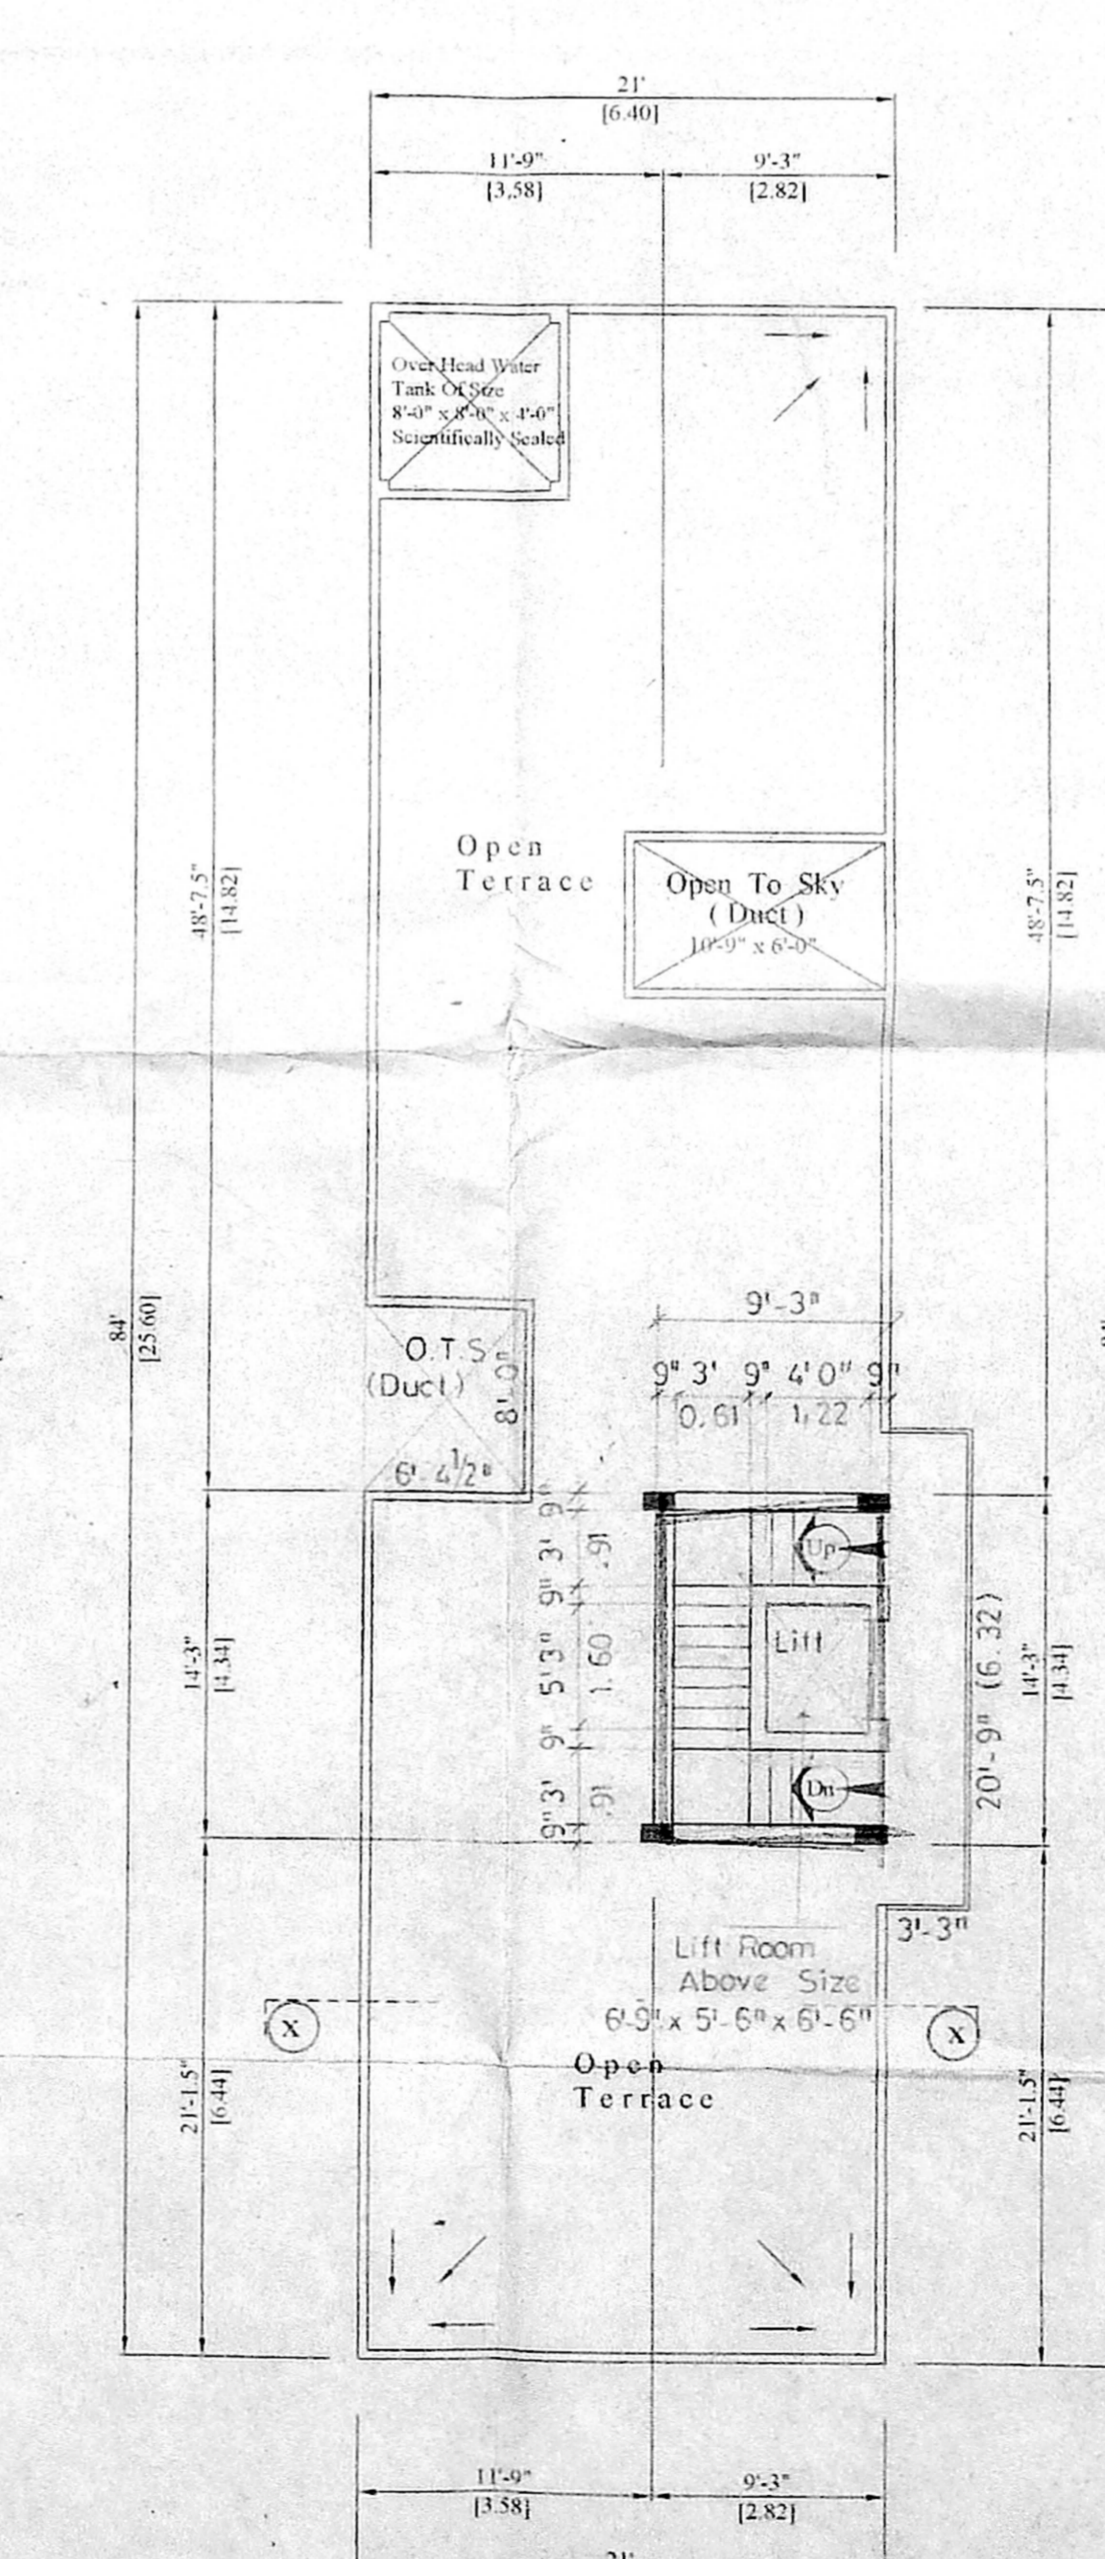 21'
[6.40]
11'-9"
[3.58]
9'-3"
[2.82]
Over Head Water
Tank Of Size
8'-0" x 8'-0" x 4'-0"
Scientifically Sealed
Open
Terrace
Open To Sky
(Duct)
10'-9" x 6'-0"
48'-7.5"
[14.82]
48'-7.5"
[14.82]
84'
[25.60]
O.T.S
(Duct)
8'-0"
6'-4 1/2"
9'-3"
9" 3' 9" 4'0" 9"
0.61 1.22
9" 3' 9" 5'3" 9" 3' 9"
.91 1.60 .91
Up
Lift
Dn
14'-3"
[4.34]
14'-3"
[4.34]
20'-9" (6.32)
3'-3"
Lift Room
Above Size
6'-9" x 5'-6" x 6'-6"
X
X
Open
Terrace
21'-1.5"
[6.44]
21'-1.5"
[6.44]
11'-9"
[3.58]
9'-3"
[2.82]
21'